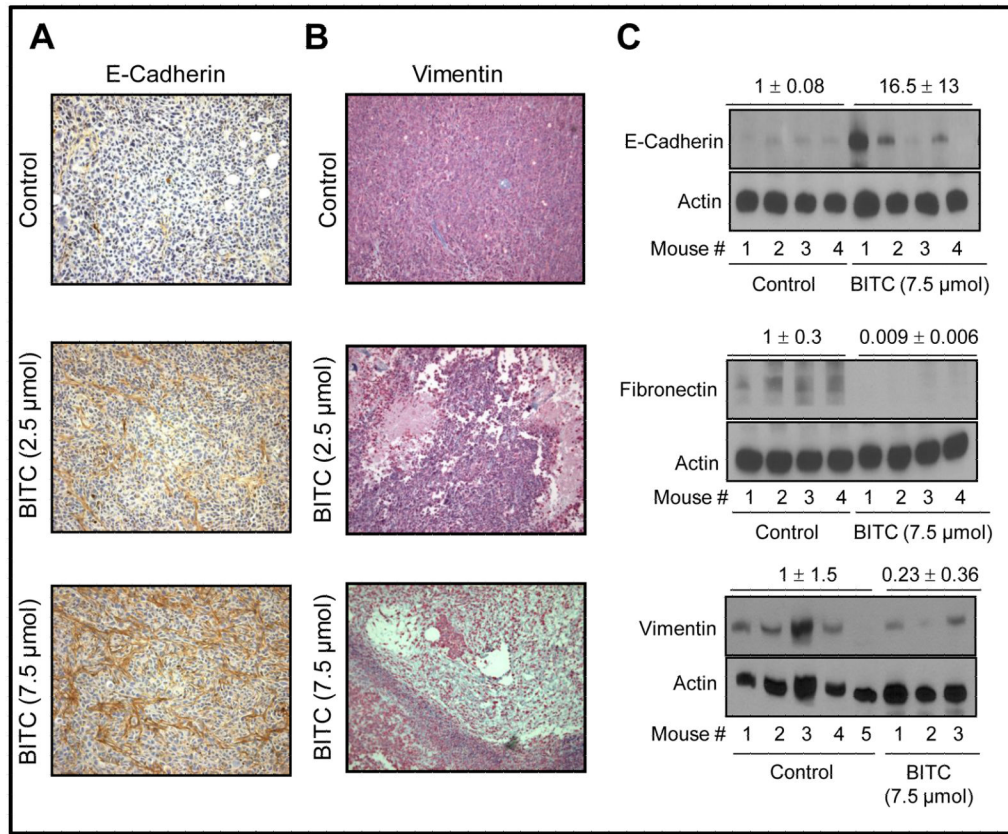 A
E-Cadherin
Control
BITC (2.5 µmol)
BITC (7.5 µmol)
B
Vimentin
Control
BITC (2.5 µmol)
BITC (7.5 µmol)
C
1 ± 0.08 16.5 ± 13
E-Cadherin
Actin
Mouse # 1 2 3 4 1 2 3 4
Control BITC (7.5 µmol)
1 ± 0.3 0.009 ± 0.006
Fibronectin
Actin
Mouse # 1 2 3 4 1 2 3 4
Control BITC (7.5 µmol)
1 ± 1.5 0.23 ± 0.36
Vimentin
Actin
Mouse # 1 2 3 4 5 1 2 3
Control BITC
(7.5 µmol)